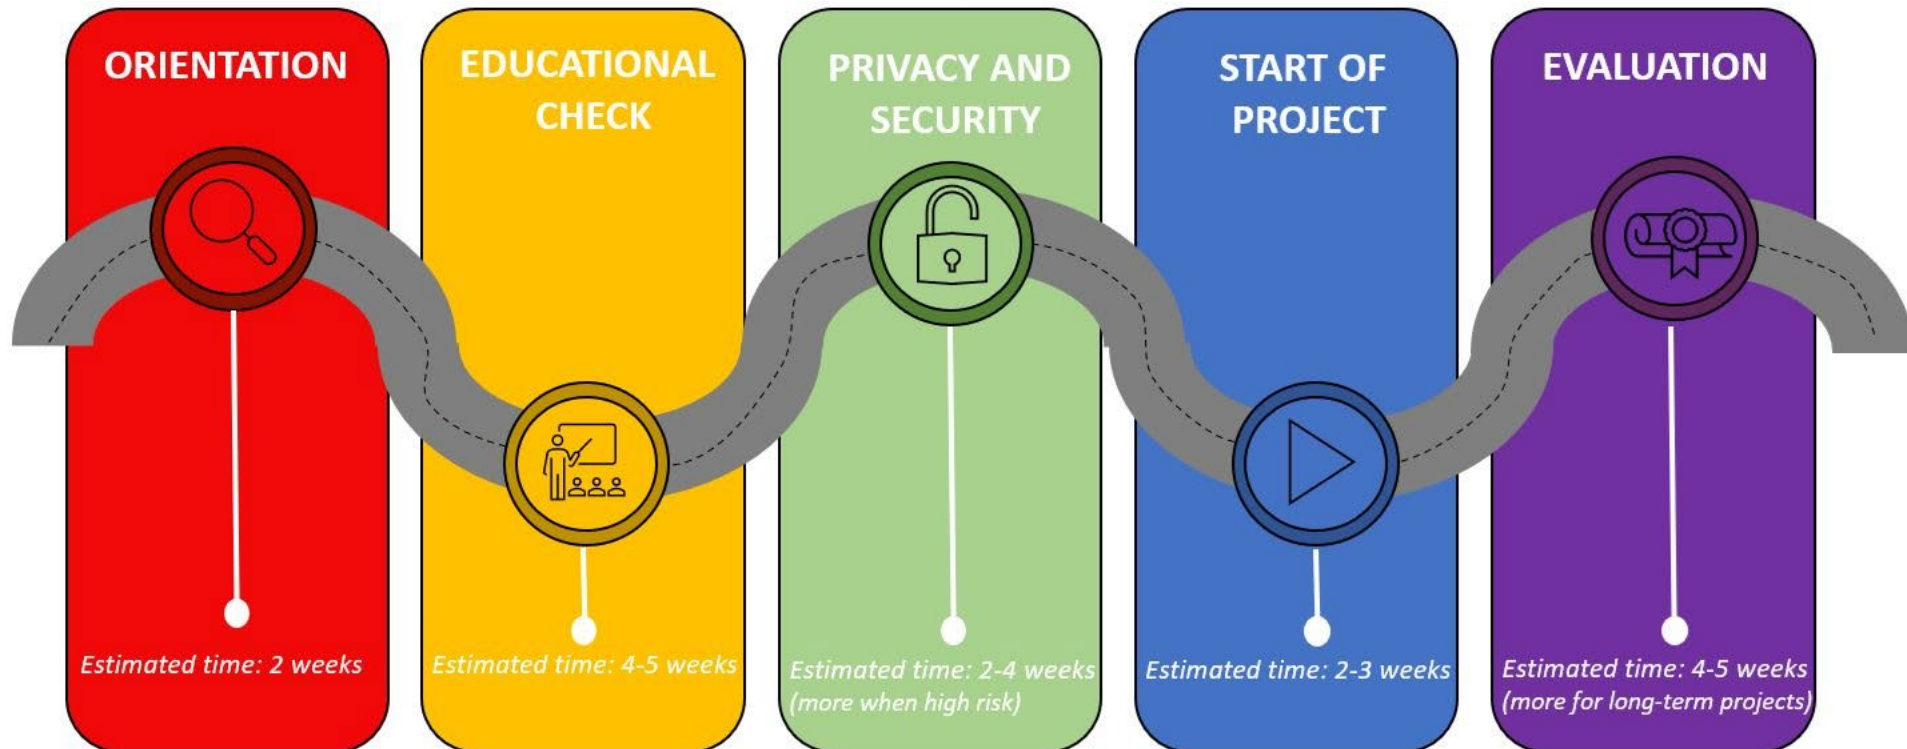 ORIENTATION
Estimated time: 2 weeks
EDUCATIONAL
CHECK
Estimated time: 4-5 weeks
PRIVACY AND
SECURITY
Estimated time: 2-4 weeks
(more when high risk)
START OF
PROJECT
Estimated time: 2-3 weeks
EVALUATION
Estimated time: 4-5 weeks
(more for long-term projects)